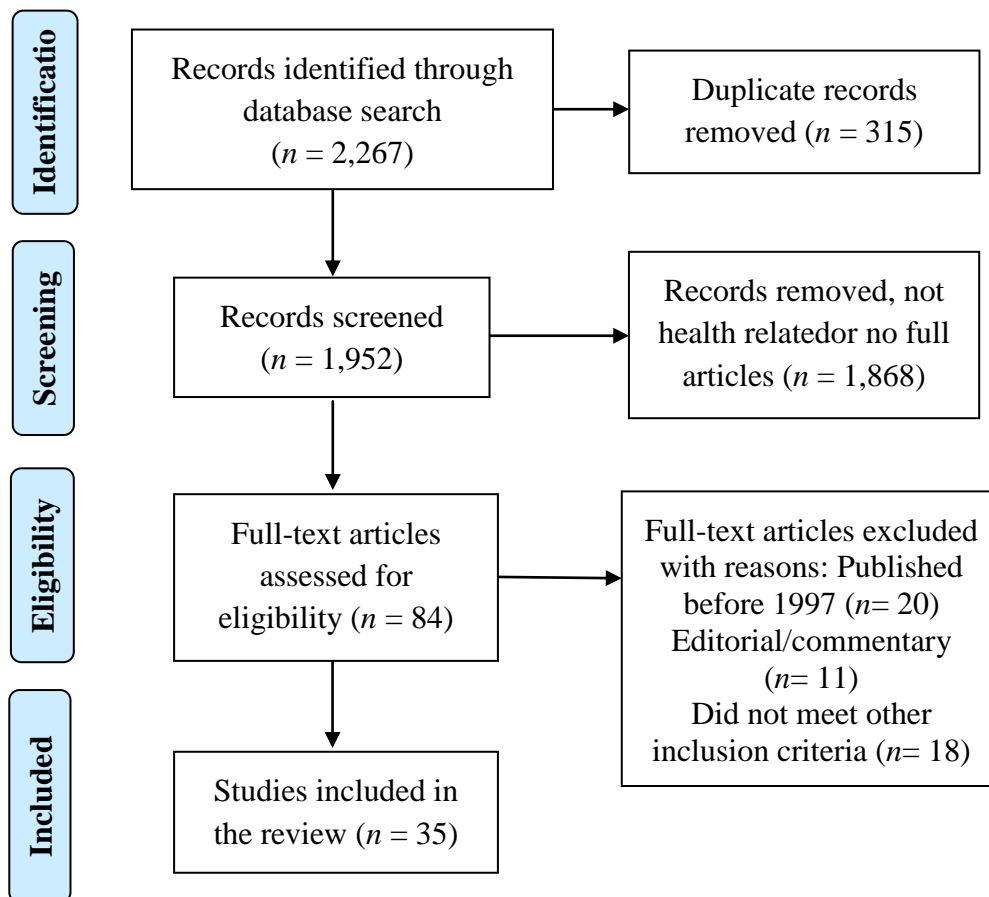 Identificatio
Records identified through
database search
(n = 2,267)
Duplicate records
removed (n = 315)
Screening
Records screened
(n = 1,952)
Records removed, not
health relatedor no full
articles (n = 1,868)
Eligibility
Full-text articles
assessed for
eligibility (n = 84)
Full-text articles excluded
with reasons: Published
before 1997 (n= 20)
Editorial/commentary
(n= 11)
Did not meet other
inclusion criteria (n= 18)
Included
Studies included in
the review (n = 35)